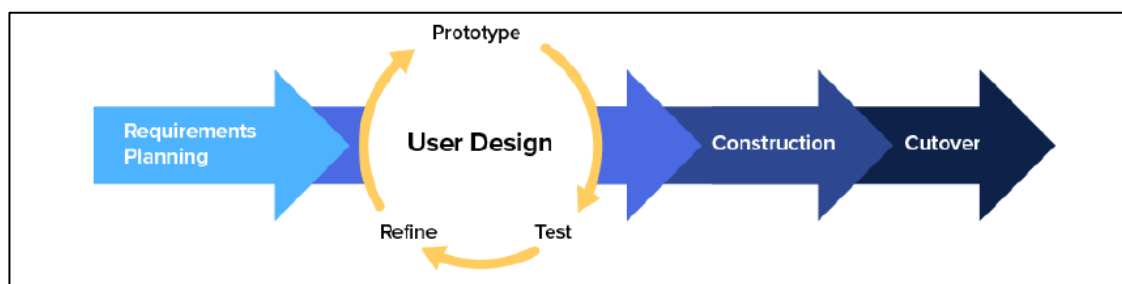 Prototype
Requirements
Planning
User Design
Construction
Cutover
Refine
Test